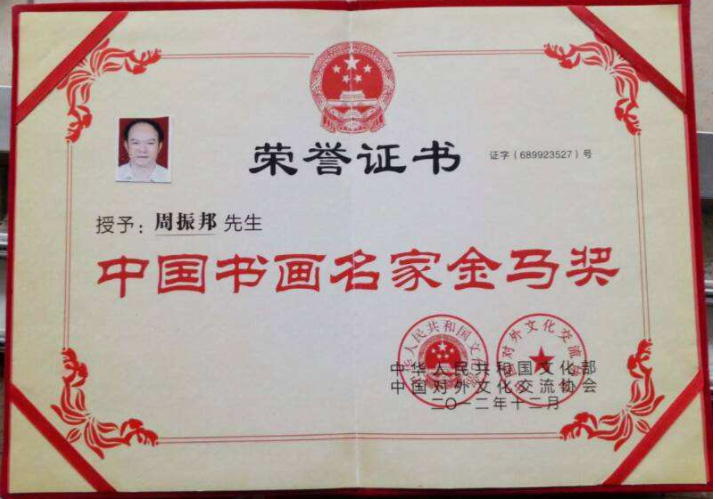 荣誉证书
证字（689923527）号
授予：周振邦 先生
中国书画名家金马奖
中华人民共和国文化部
中国对外文化交流协会
二〇一二年十二月